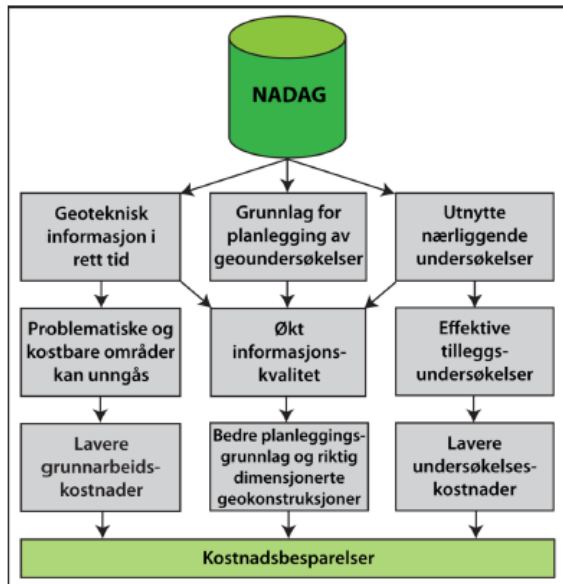 NADAG
Geoteknisk
informasjon i
rett tid
Grunnlag for
planlegging av
geoundersøkelser
Utnytte
nærliggende
undersøkelser
Problematiske og
kostbare områder
kan unngås
Økt
informasjons-
kvalitet
Effektive
tilleggs-
undersøkelser
Lavere
grunnarbeids-
kostnader
Bedre planleggings-
grunnlag og riktig
dimensjonerte
geokonstruksjoner
Lavere
undersøkelses-
kostnader
Kostnadsbesparelser